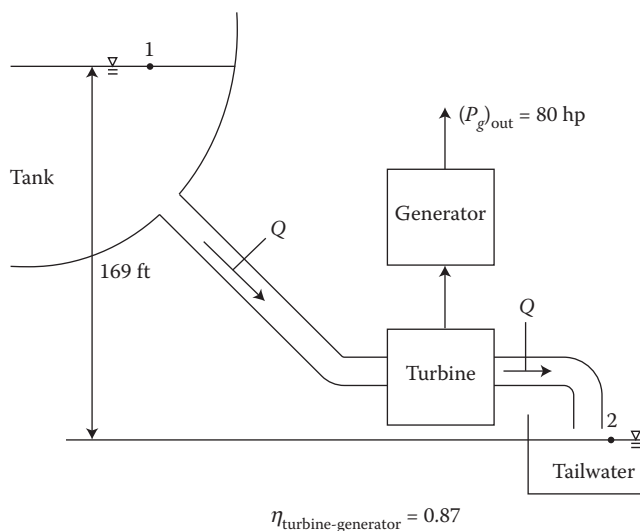 1
(P_g)_out = 80 hp
Tank
Generator
Q
169 ft
Q
Turbine
2
Tailwater
η_turbine-generator = 0.87